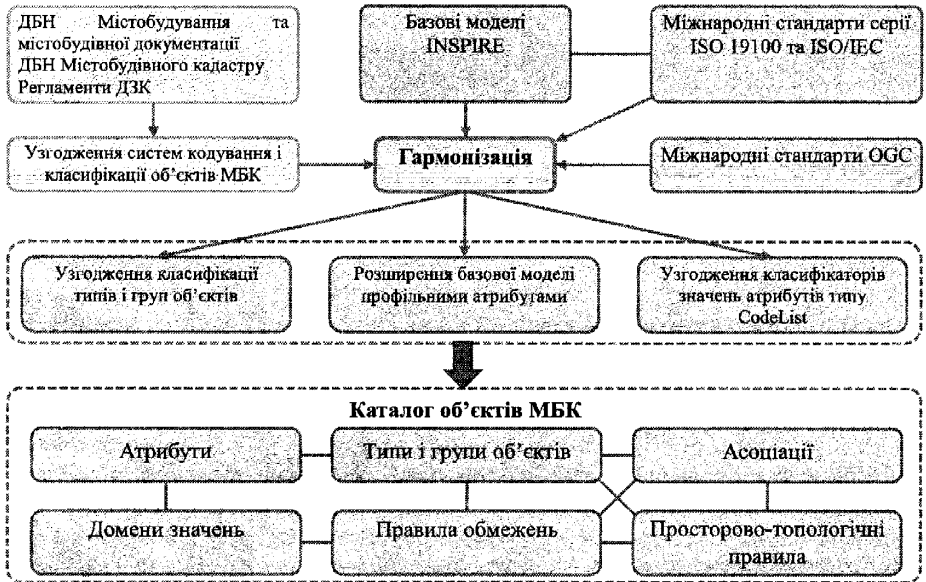 ДБН Містобудування та
містобудівної документації
ДБН Містобудівного кадастру
Регламенти ДЗК
Базові моделі
INSPIRE
Міжнародні стандарти серії
ISO 19100 та ISO/IEC
Узгодження систем кодування і
класифікації об’єктів МБК
Гармонізація
Міжнародні стандарти OGC
Узгодження класифікації
типів і груп об’єктів
Розширення базової моделі
профільними атрибутами
Узгодження класифікаторів
значень атрибутів типу
CodeList
Каталог об’єктів МБК
Атрибути
Типи і групи об’єктів
Асоціації
Домени значень
Правила обмежень
Просторово-топологічні
правила